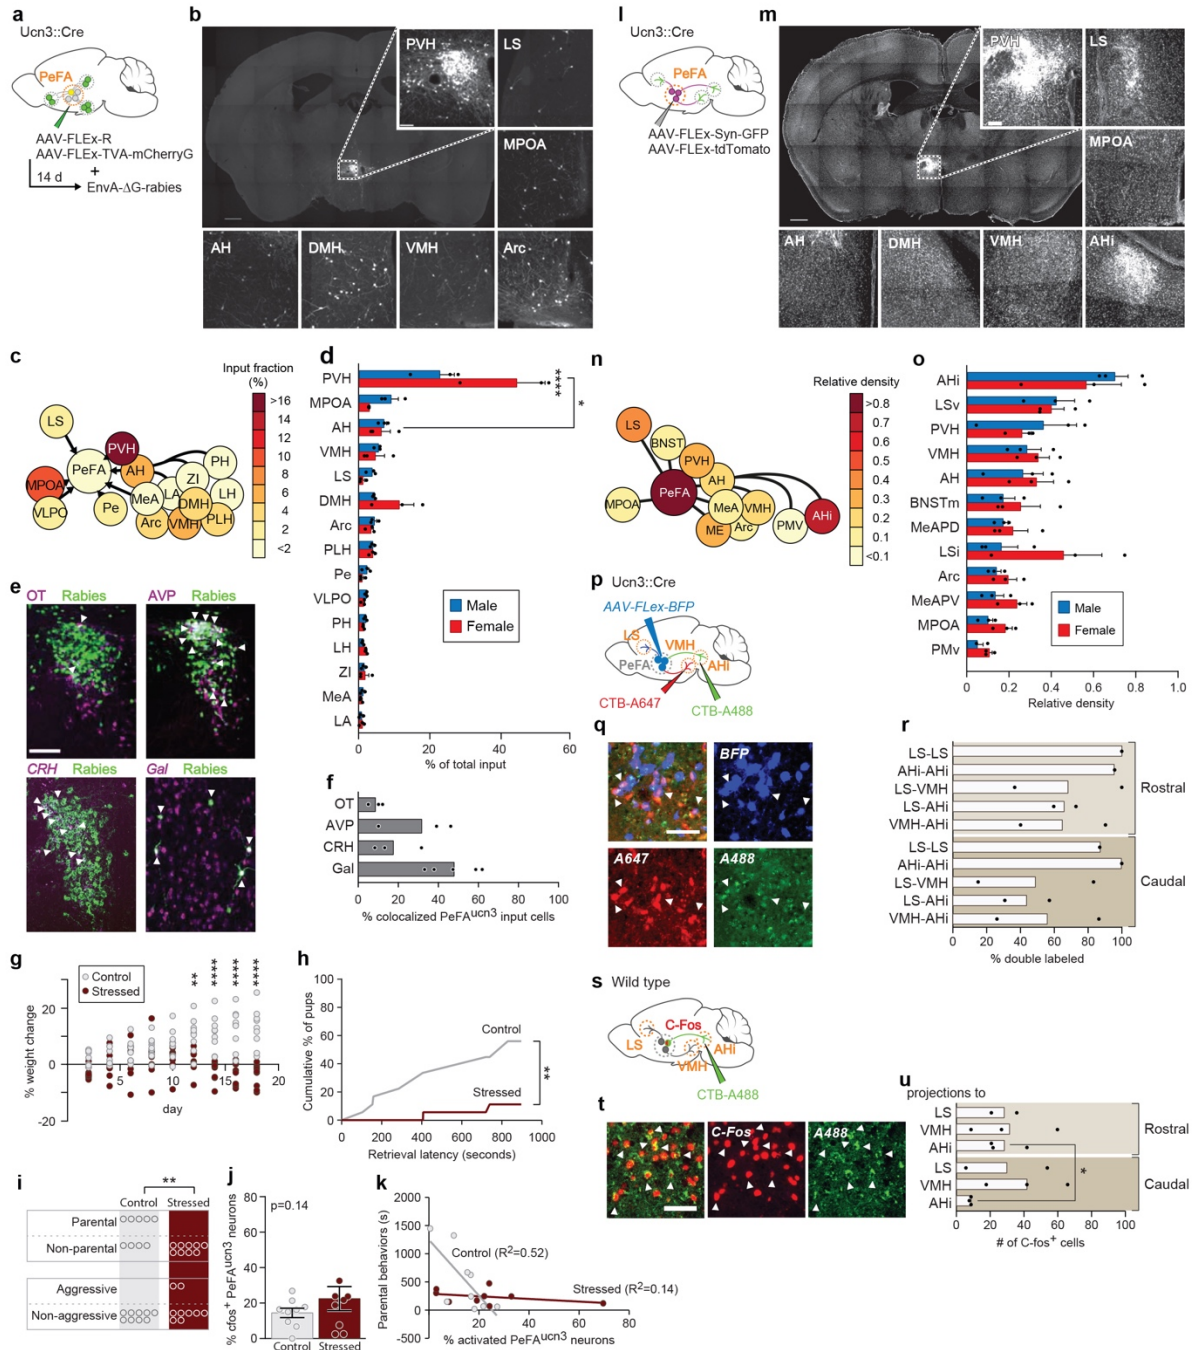 a
Ucn3::Cre
PeFA
AAV-FLEx-R
AAV-FLEx-TVA-mCherryG
14 d
+
EnvA-ΔG-rabies
b
PVH
LS
MPOA
AH
DMH
VMH
Arc
l
Ucn3::Cre
PeFA
AAV-FLEx-Syn-GFP
AAV-FLEx-tdTomato
m
PVH
LS
MPOA
AH
DMH
VMH
AHi
c
Input fraction
(%)
>16
14
12
10
8
6
4
2
<2
LS
PVH
PeFA
AH
PH
ZI
MPOA
MeA
LA
LH
VLPO
Pe
DMH
Arc
VMH
PLH
d
PVH
MPOA
AH
VMH
LS
DMH
Arc
PLH
Pe
VLPO
PH
LH
ZI
MeA
LA
****
*
Male
Female
0
20
40
60
% of total input
n
Relative density
>0.8
0.7
0.6
0.5
0.4
0.3
0.2
0.1
<0.1
LS
BNST
PVH
PeFA
AH
MPOA
MeA
VMH
ME
Arc
PMV
AHi
o
AHi
LSv
PVH
VMH
AH
BNSTm
MeAPD
LSi
Arc
MeAPV
MPOA
PMv
Male
Female
0
0.2
0.4
0.6
0.8
1.0
Relative density
e
OT Rabies
AVP Rabies
CRH Rabies
Gal Rabies
f
OT
AVP
CRH
Gal
0
20
40
60
80
100
% colocalized PeFAucn3 input cells
p
Ucn3::Cre
AAV-FLex-BFP
LS
VMH
PeFA
AHi
CTB-A647
CTB-A488
q
BFP
A647
A488
r
LS-LS
AHi-AHi
LS-VMH
LS-AHi
VMH-AHi
Rostral
LS-LS
AHi-AHi
LS-VMH
LS-AHi
VMH-AHi
Caudal
0
20
40
60
80
100
% double labeled
g
Control
Stressed
**
****
****
****
% weight change
20
0
-20
5
10
15
20
day
h
Cumulative % of pups
100
80
60
40
20
0
Control
Stressed
**
0
200
400
600
800
1000
Retrieval latency (seconds)
s
Wild type
C-Fos
LS
AHi
VMH
CTB-A488
t
C-Fos
A488
u
projections to
LS
VMH
AHi
Rostral
LS
VMH
AHi
Caudal
*
0
20
40
60
80
100
# of C-fos+ cells
i
**
Control
Stressed
Parental
Non-parental
Aggressive
Non-aggressive
j
% cfos+ PeFAucn3 neurons
80
60
40
20
0
p=0.14
Control
Stressed
k
Parental behaviors (s)
2000
1500
1000
500
0
-500
Control (R2=0.52)
Stressed (R2=0.14)
20
40
60
80
% activated PeFAucn3 neurons